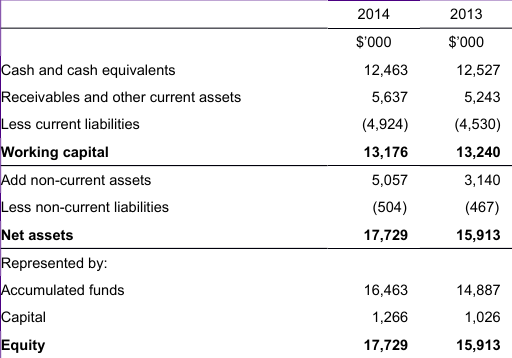 2014 2013
$’000 $’000
Cash and cash equivalents 12,463 12,527
Receivables and other current assets 5,637 5,243
Less current liabilities (4,924) (4,530)
Working capital 13,176 13,240
Add non-current assets 5,057 3,140
Less non-current liabilities (504) (467)
Net assets 17,729 15,913
Represented by:
Accumulated funds 16,463 14,887
Capital 1,266 1,026
Equity 17,729 15,913